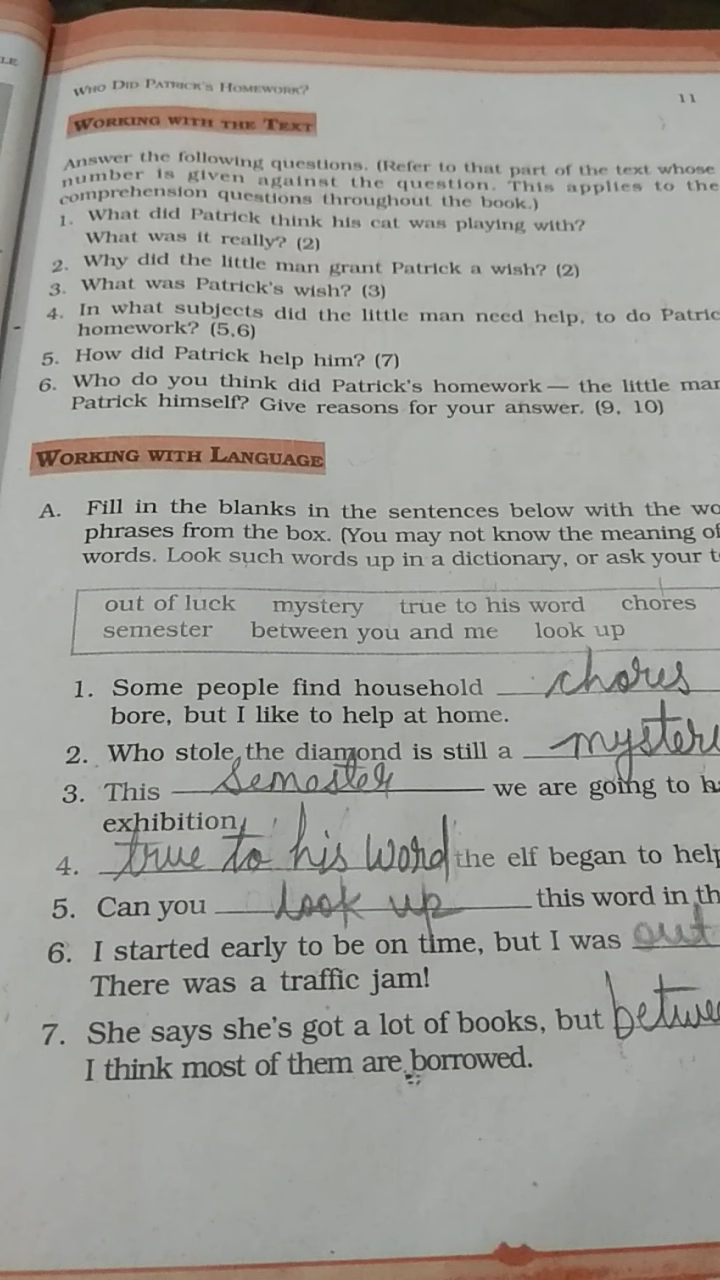 LE
WHO DID PATRICK'S HOMEWORK?
11
WORKING WITH THE TEXT
Answer the following questions. (Refer to that part of the text whose
number is given against the question. This applies to the
comprehension questions throughout the book.)
1. What did Patrick think his cat was playing with?
What was it really? (2)
2. Why did the little man grant Patrick a wish? (2)
3. What was Patrick's wish? (3)
4. In what subjects did the little man need help, to do Patric
homework? (5,6)
5. How did Patrick help him? (7)
6. Who do you think did Patrick's homework — the little man
Patrick himself? Give reasons for your answer. (9, 10)
WORKING WITH LANGUAGE
A. Fill in the blanks in the sentences below with the wo
phrases from the box. (You may not know the meaning of
words. Look such words up in a dictionary, or ask your t
out of luck mystery true to his word chores
semester between you and me look up
1. Some people find household chores
bore, but I like to help at home.
2. Who stole the diamond is still a myster
3. This semester we are going to ha
exhibition.
4. true to his word the elf began to help
5. Can you look up this word in th
6. I started early to be on time, but I was out
There was a traffic jam!
7. She says she's got a lot of books, but betwe
I think most of them are borrowed.